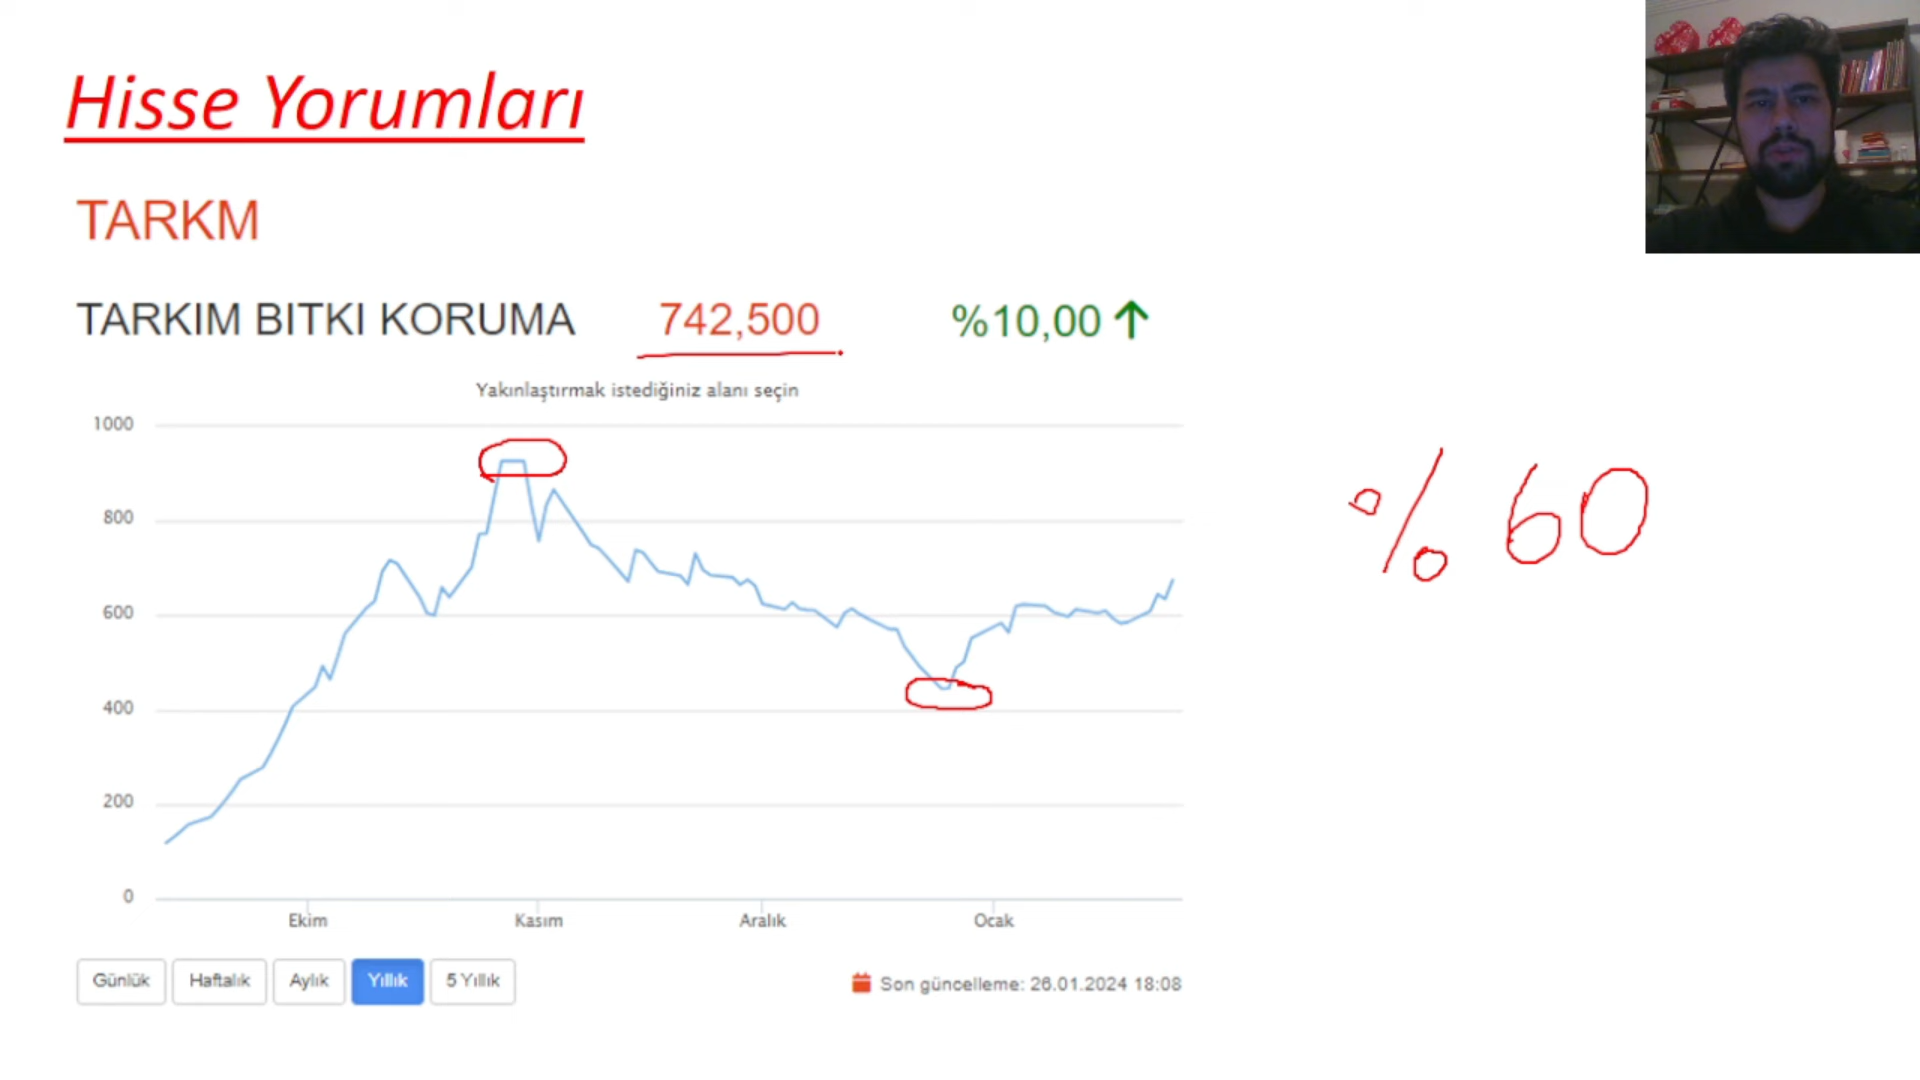 Hisse Yorumları
TARKM
TARKIM BITKI KORUMA 742,500 %10,00
Yakınlaştırmak istediğiniz alanı seçin
1000
800
600
400
200
0
Ekim Kasım Aralık Ocak
% 60
Günlük Haftalık Aylık Yıllık 5 Yıllık
Son güncelleme: 26.01.2024 18:08